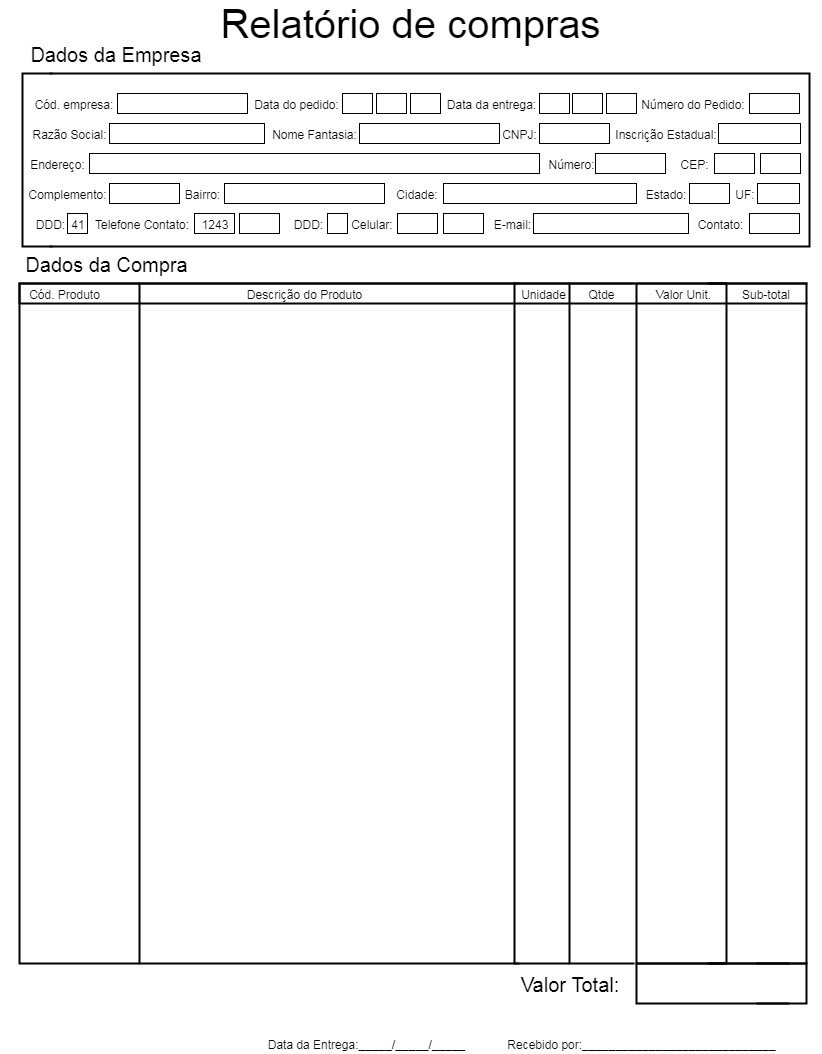 Relatório de compras
Dados da Empresa
Cód. empresa: Data do pedido: Data da entrega: Número do Pedido:
Razão Social: Nome Fantasia: CNPJ: Inscrição Estadual:
Endereço: Número: CEP:
Complemento: Bairro: Cidade: Estado: UF:
DDD: 41 Telefone Contato: 1243 DDD: Celular: E-mail: Contato:
Dados da Compra
Cód. Produto Descrição do Produto Unidade Qtde Valor Unit. Sub-total
Valor Total:
Data da Entrega:_____/_____/_____ Recebido por:_____________________________